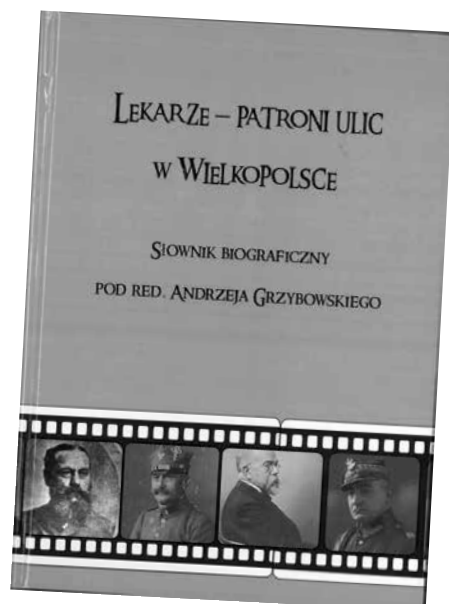 LEKARZE – PATRONI ULIC
W WIELKOPOLSCE
SŁOWNIK BIOGRAFICZNY
POD RED. ANDRZEJA GRZYBOWSKIEGO